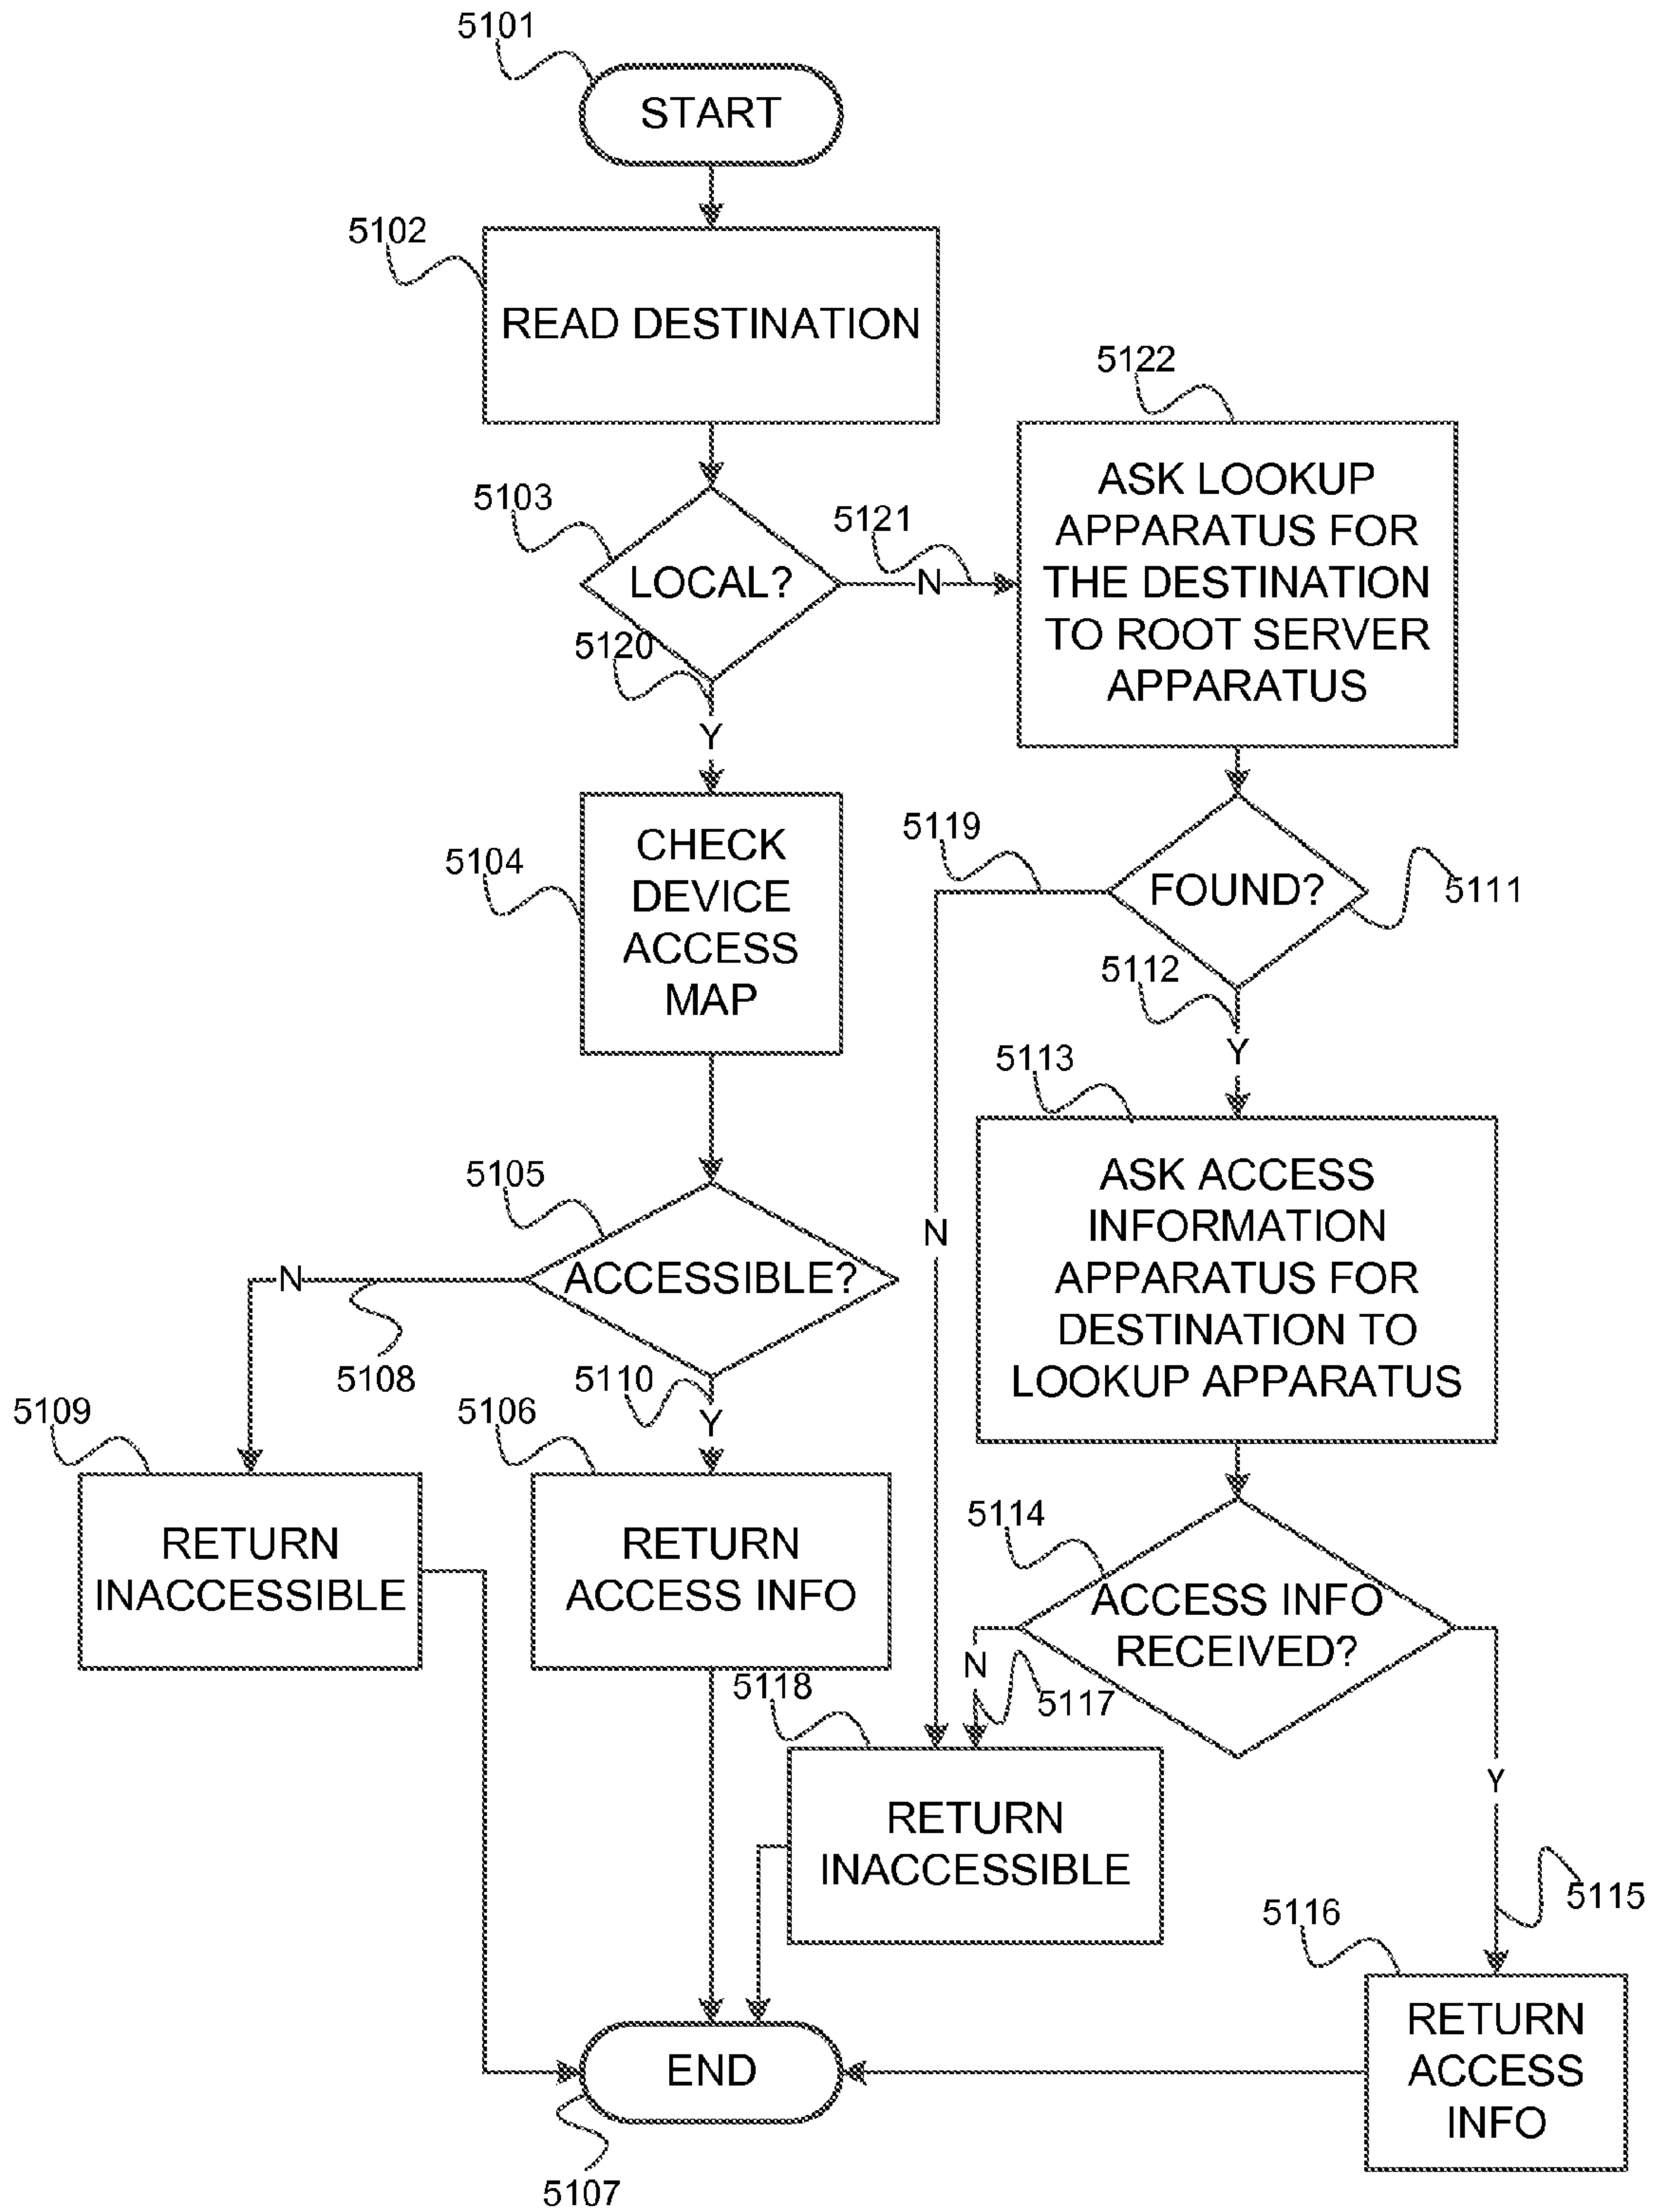 5101
START
5102
READ DESTINATION
5122
ASK LOOKUP
APPARATUS FOR
THE DESTINATION
TO ROOT SERVER
APPARATUS
5103
LOCAL?
5121
N
5120
Y
5104
CHECK
DEVICE
ACCESS
MAP
5119
FOUND?
5111
5112
Y
N
5113
ASK ACCESS
INFORMATION
APPARATUS FOR
DESTINATION TO
LOOKUP APPARATUS
5105
ACCESSIBLE?
N
5108
5110
Y
5109
RETURN
INACCESSIBLE
5106
RETURN
ACCESS INFO
5114
ACCESS INFO
RECEIVED?
N
5117
5118
RETURN
INACCESSIBLE
Y
5115
5116
RETURN
ACCESS
INFO
END
5107